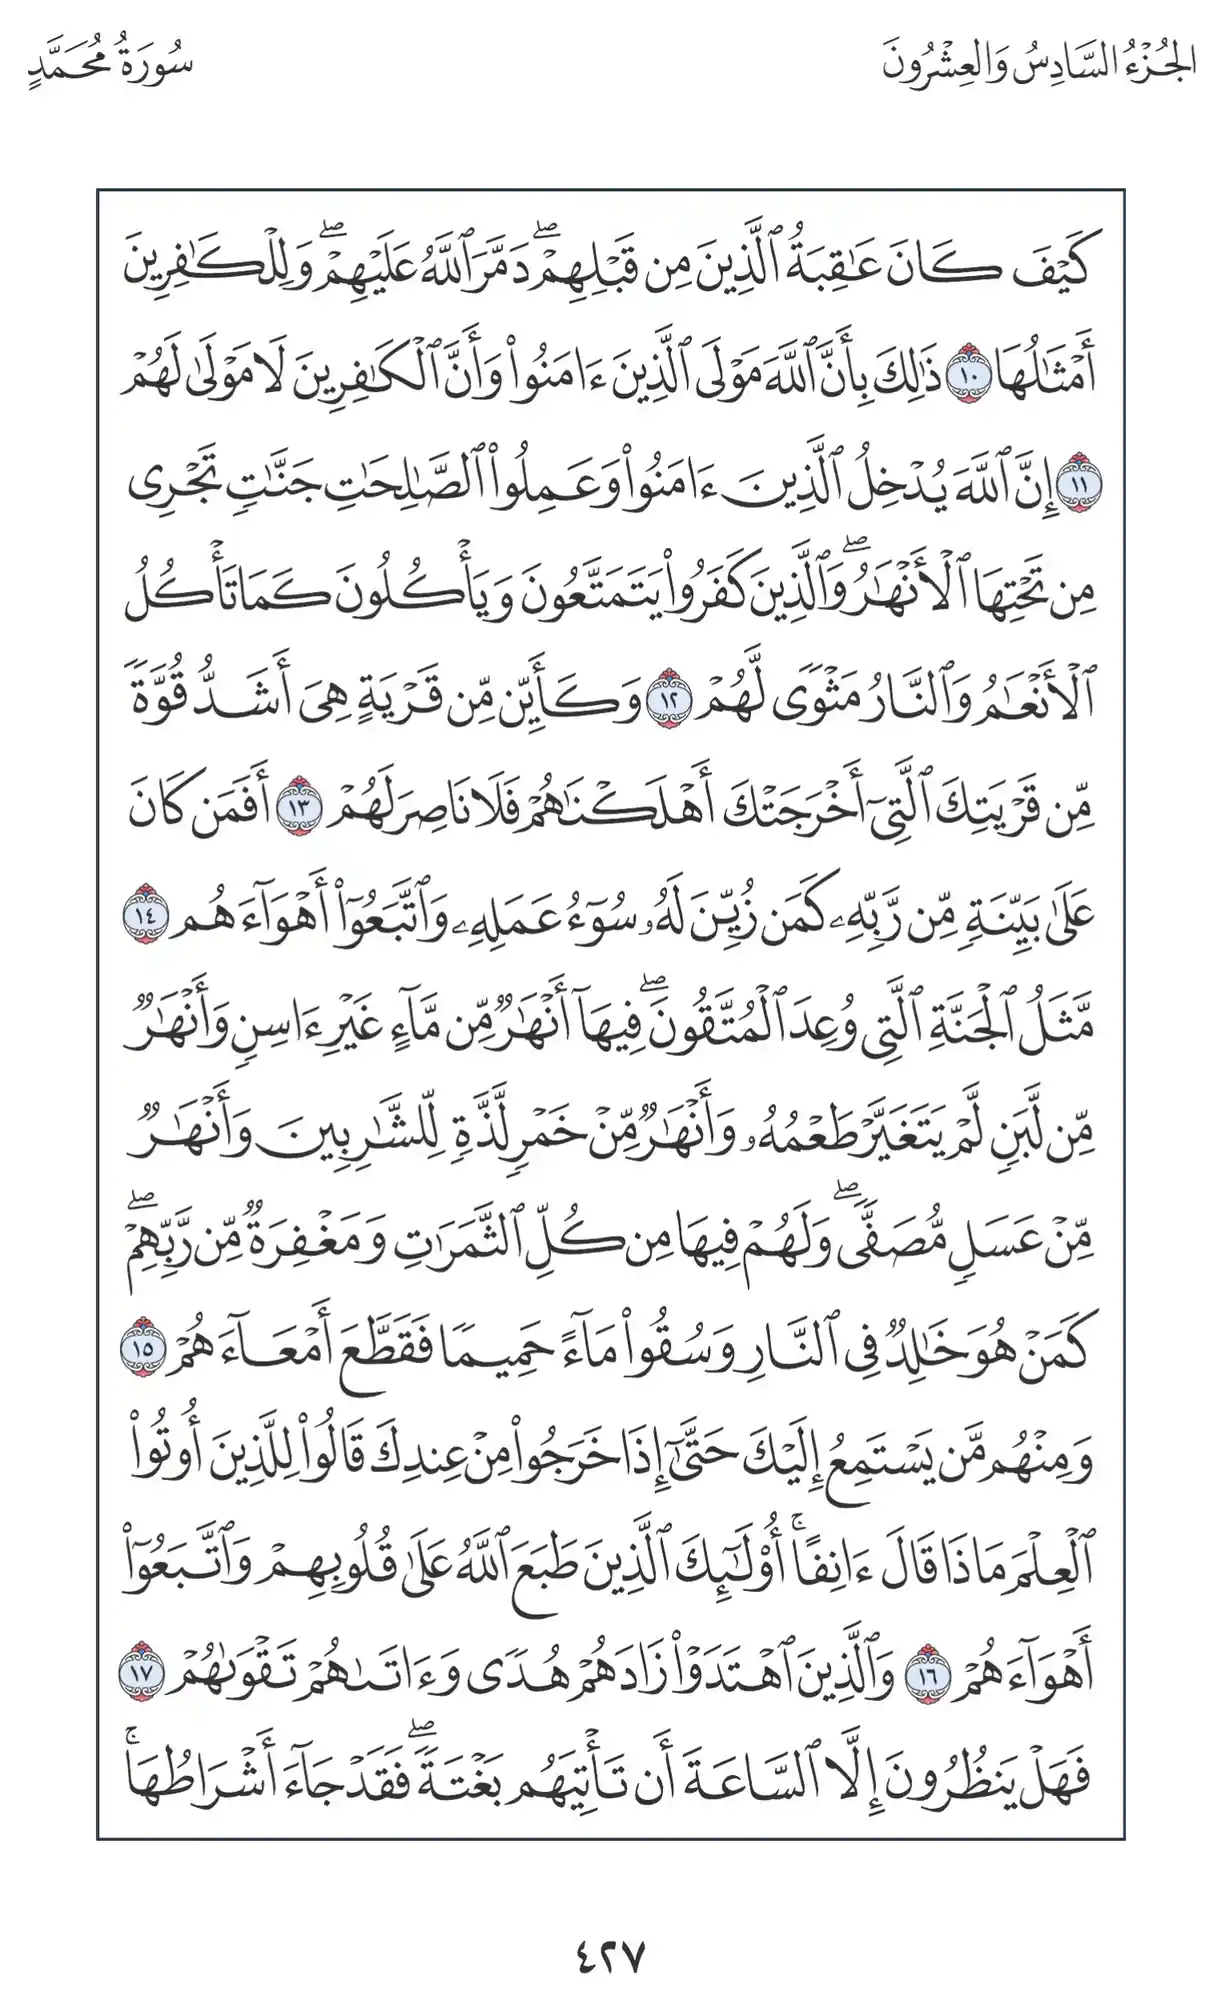 الجُزْءُ السَّادِسُ وَالعِشْرُونَ
سُورَةُ مُحَمَّدٍ
كَيْفَ كَانَ عَٰقِبَةُ ٱلَّذِينَ مِن قَبْلِهِمْۖ دَمَّرَ ٱللَّهُ عَلَيْهِمْۖ وَلِلْكَٰفِرِينَ
أَمْثَٰلُهَا ١٠ ذَٰلِكَ بِأَنَّ ٱللَّهَ مَوْلَى ٱلَّذِينَ ءَامَنُوا۟ وَأَنَّ ٱلْكَٰفِرِينَ لَا مَوْلَىٰ لَهُمْ
١١ إِنَّ ٱللَّهَ يُدْخِلُ ٱلَّذِينَ ءَامَنُوا۟ وَعَمِلُوا۟ ٱلصَّٰلِحَٰتِ جَنَّٰتٍ تَجْرِى
مِن تَحْتِهَا ٱلْأَنْهَٰرُۖ وَٱلَّذِينَ كَفَرُوا۟ يَتَمَتَّعُونَ وَيَأْكُلُونَ كَمَا تَأْكُلُ
ٱلْأَنْعَٰمُ وَٱلنَّارُ مَثْوًى لَّهُمْ ١٢ وَكَأَيِّن مِّن قَرْيَةٍ هِىَ أَشَدُّ قُوَّةً
مِّن قَرْيَتِكَ ٱلَّتِىٓ أَخْرَجَتْكَ أَهْلَكْنَٰهُمْ فَلَا نَاصِرَ لَهُمْ ١٣ أَفَمَن كَانَ
عَلَىٰ بَيِّنَةٍ مِّن رَّبِّهِۦ كَمَن زُيِّنَ لَهُۥ سُوٓءُ عَمَلِهِۦ وَٱتَّبَعُوٓا۟ أَهْوَآءَهُم ١٤
مَّثَلُ ٱلْجَنَّةِ ٱلَّتِى وُعِدَ ٱلْمُتَّقُونَۖ فِيهَآ أَنْهَٰرٌ مِّن مَّآءٍ غَيْرِ ءَاسِنٍ وَأَنْهَٰرٌ
مِّن لَّبَنٍ لَّمْ يَتَغَيَّرْ طَعْمُهُۥ وَأَنْهَٰرٌ مِّنْ خَمْرٍ لَّذَّةٍ لِّلشَّٰرِبِينَ وَأَنْهَٰرٌ
مِّنْ عَسَلٍ مُّصَفًّىۖ وَلَهُمْ فِيهَا مِن كُلِّ ٱلثَّمَرَٰتِ وَمَغْفِرَةٌ مِّن رَّبِّهِمْۖ
كَمَنْ هُوَ خَٰلِدٌ فِى ٱلنَّارِ وَسُقُوا۟ مَآءً حَمِيمًا فَقَطَّعَ أَمْعَآءَهُمْ ١٥
وَمِنْهُم مَّن يَسْتَمِعُ إِلَيْكَ حَتَّىٰٓ إِذَا خَرَجُوا۟ مِنْ عِندِكَ قَالُوا۟ لِلَّذِينَ أُوتُوا۟
ٱلْعِلْمَ مَاذَا قَالَ ءَانِفًاۚ أُو۟لَٰٓئِكَ ٱلَّذِينَ طَبَعَ ٱللَّهُ عَلَىٰ قُلُوبِهِمْ وَٱتَّبَعُوٓا۟
أَهْوَآءَهُمْ ١٦ وَٱلَّذِينَ ٱهْتَدَوْا۟ زَادَهُمْ هُدًى وَءَاتَىٰهُمْ تَقْوَىٰهُمْ ١٧
فَهَلْ يَنظُرُونَ إِلَّا ٱلسَّاعَةَ أَن تَأْتِيَهُم بَغْتَةًۖ فَقَدْ جَآءَ أَشْرَاطُهَاۚ
٤٢٧